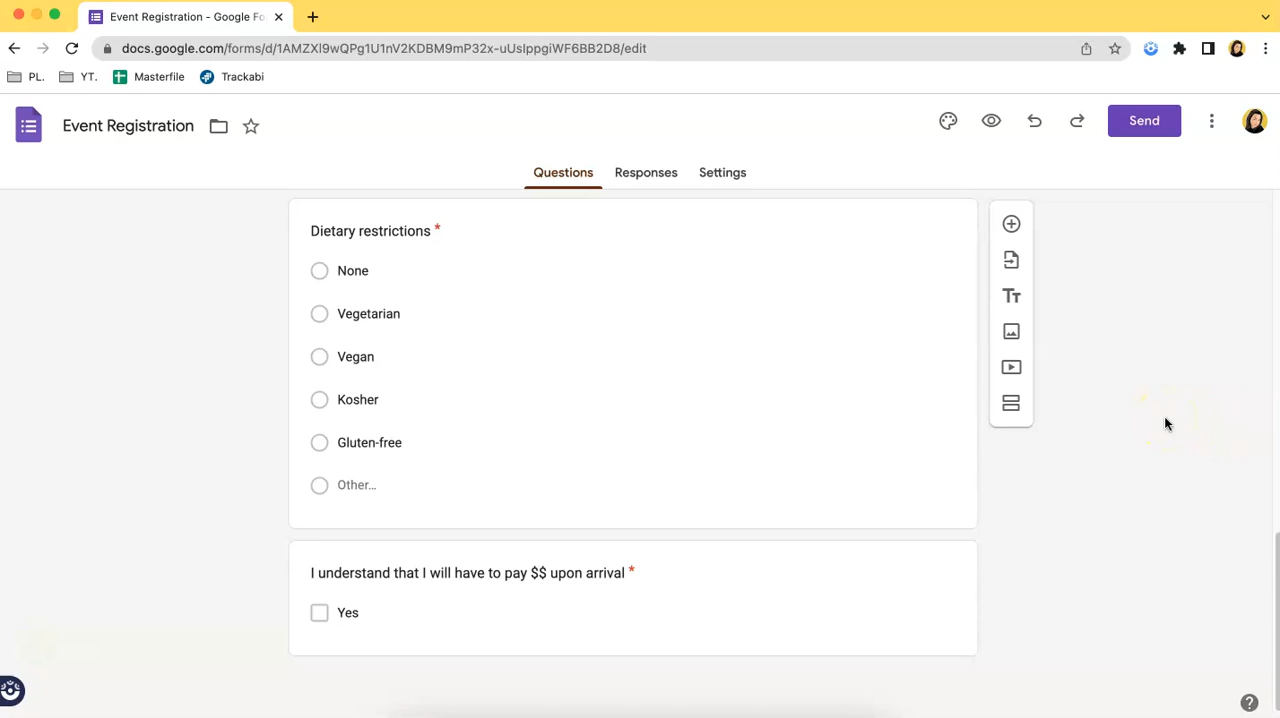 Event Registration - Google Fo
docs.google.com/forms/d/1AMZXl9wQPg1U1nV2KDBM9mP32x-uUsIppgiWF6BB2D8/edit
PL. YT. Masterfile Trackabi
Event Registration
Send
Questions Responses Settings
Dietary restrictions *
None
Vegetarian
Vegan
Kosher
Gluten-free
Other...
I understand that I will have to pay $$ upon arrival *
Yes